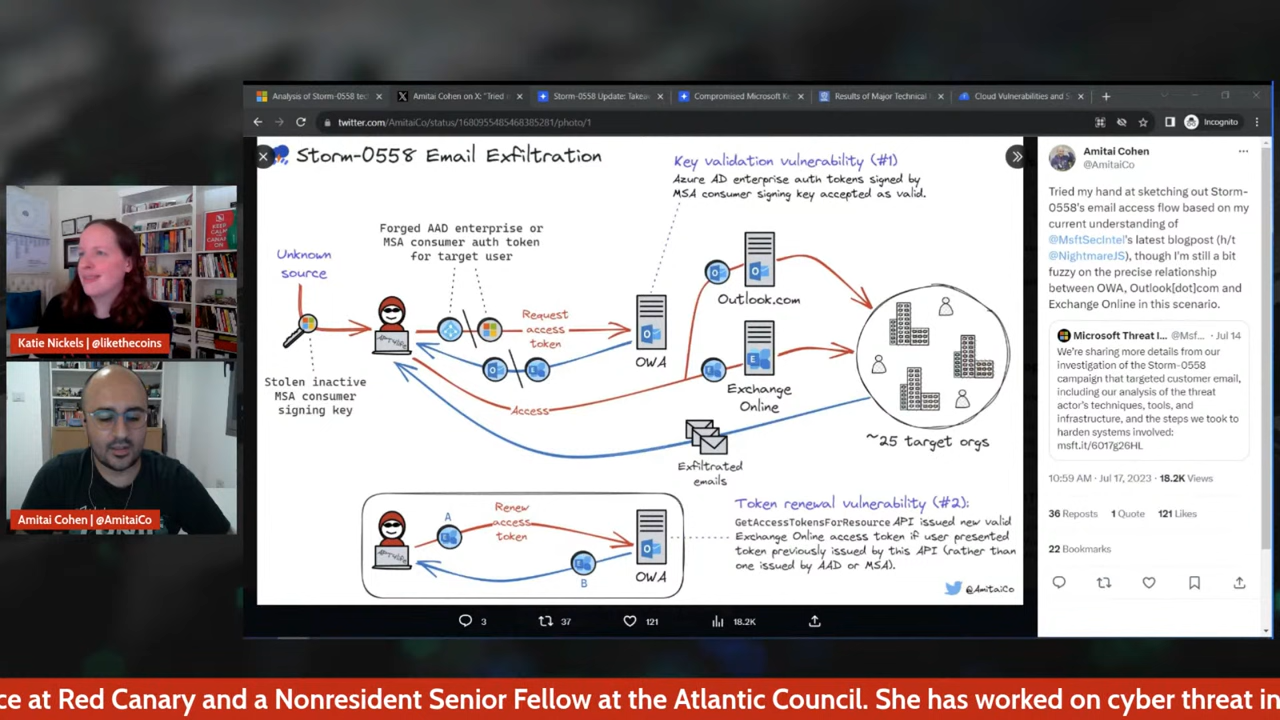 Analysis of Storm-0558 tec
Amitai Cohen on X: "Tried
Storm-0558 Update: Takea
Compromised Microsoft Ke
Results of Major Technical
Cloud Vulnerabilities and S
twitter.com/AmitaiCo/status/1680955485468385281/photo/1
Incognito
Storm-0558 Email Exfiltration
Key validation vulnerability (#1)
Azure AD enterprise auth tokens signed by
MSA consumer signing key accepted as valid.
Forged AAD enterprise or
MSA consumer auth token
for target user
Unknown
source
Request
access
token
OWA
Outlook.com
Exchange
Online
Stolen inactive
MSA consumer
signing key
Access
Exfiltrated
emails
~25 target orgs
Renew
access
token
A
B
OWA
Token renewal vulnerability (#2):
GetAccessTokensForResource API issued new valid
Exchange Online access token if user presented
token previously issued by this API (rather than
one issued by AAD or MSA).
@AmitaiCo
3
37
121
18.2K
Amitai Cohen
@AmitaiCo
Tried my hand at sketching out Storm-
0558's email access flow based on my
current understanding of
@MsftSecIntel's latest blogpost (h/t
@NightmareJS), though I'm still a bit
fuzzy on the precise relationship
between OWA, Outlook[dot]com and
Exchange Online in this scenario.
Microsoft Threat I... @Msf... · Jul 14
We're sharing more details from our
investigation of the Storm-0558
campaign that targeted customer email,
including our analysis of the threat
actor's techniques, tools, and
infrastructure, and the steps we took to
harden systems involved:
msft.it/6017g26HL
10:59 AM · Jul 17, 2023 · 18.2K Views
36 Reposts 1 Quote 121 Likes
22 Bookmarks
KEEP
CALM
Katie Nickels | @likethecoins
Amitai Cohen | @AmitaiCo
ce at Red Canary and a Nonresident Senior Fellow at the Atlantic Council. She has worked on cyber threat in